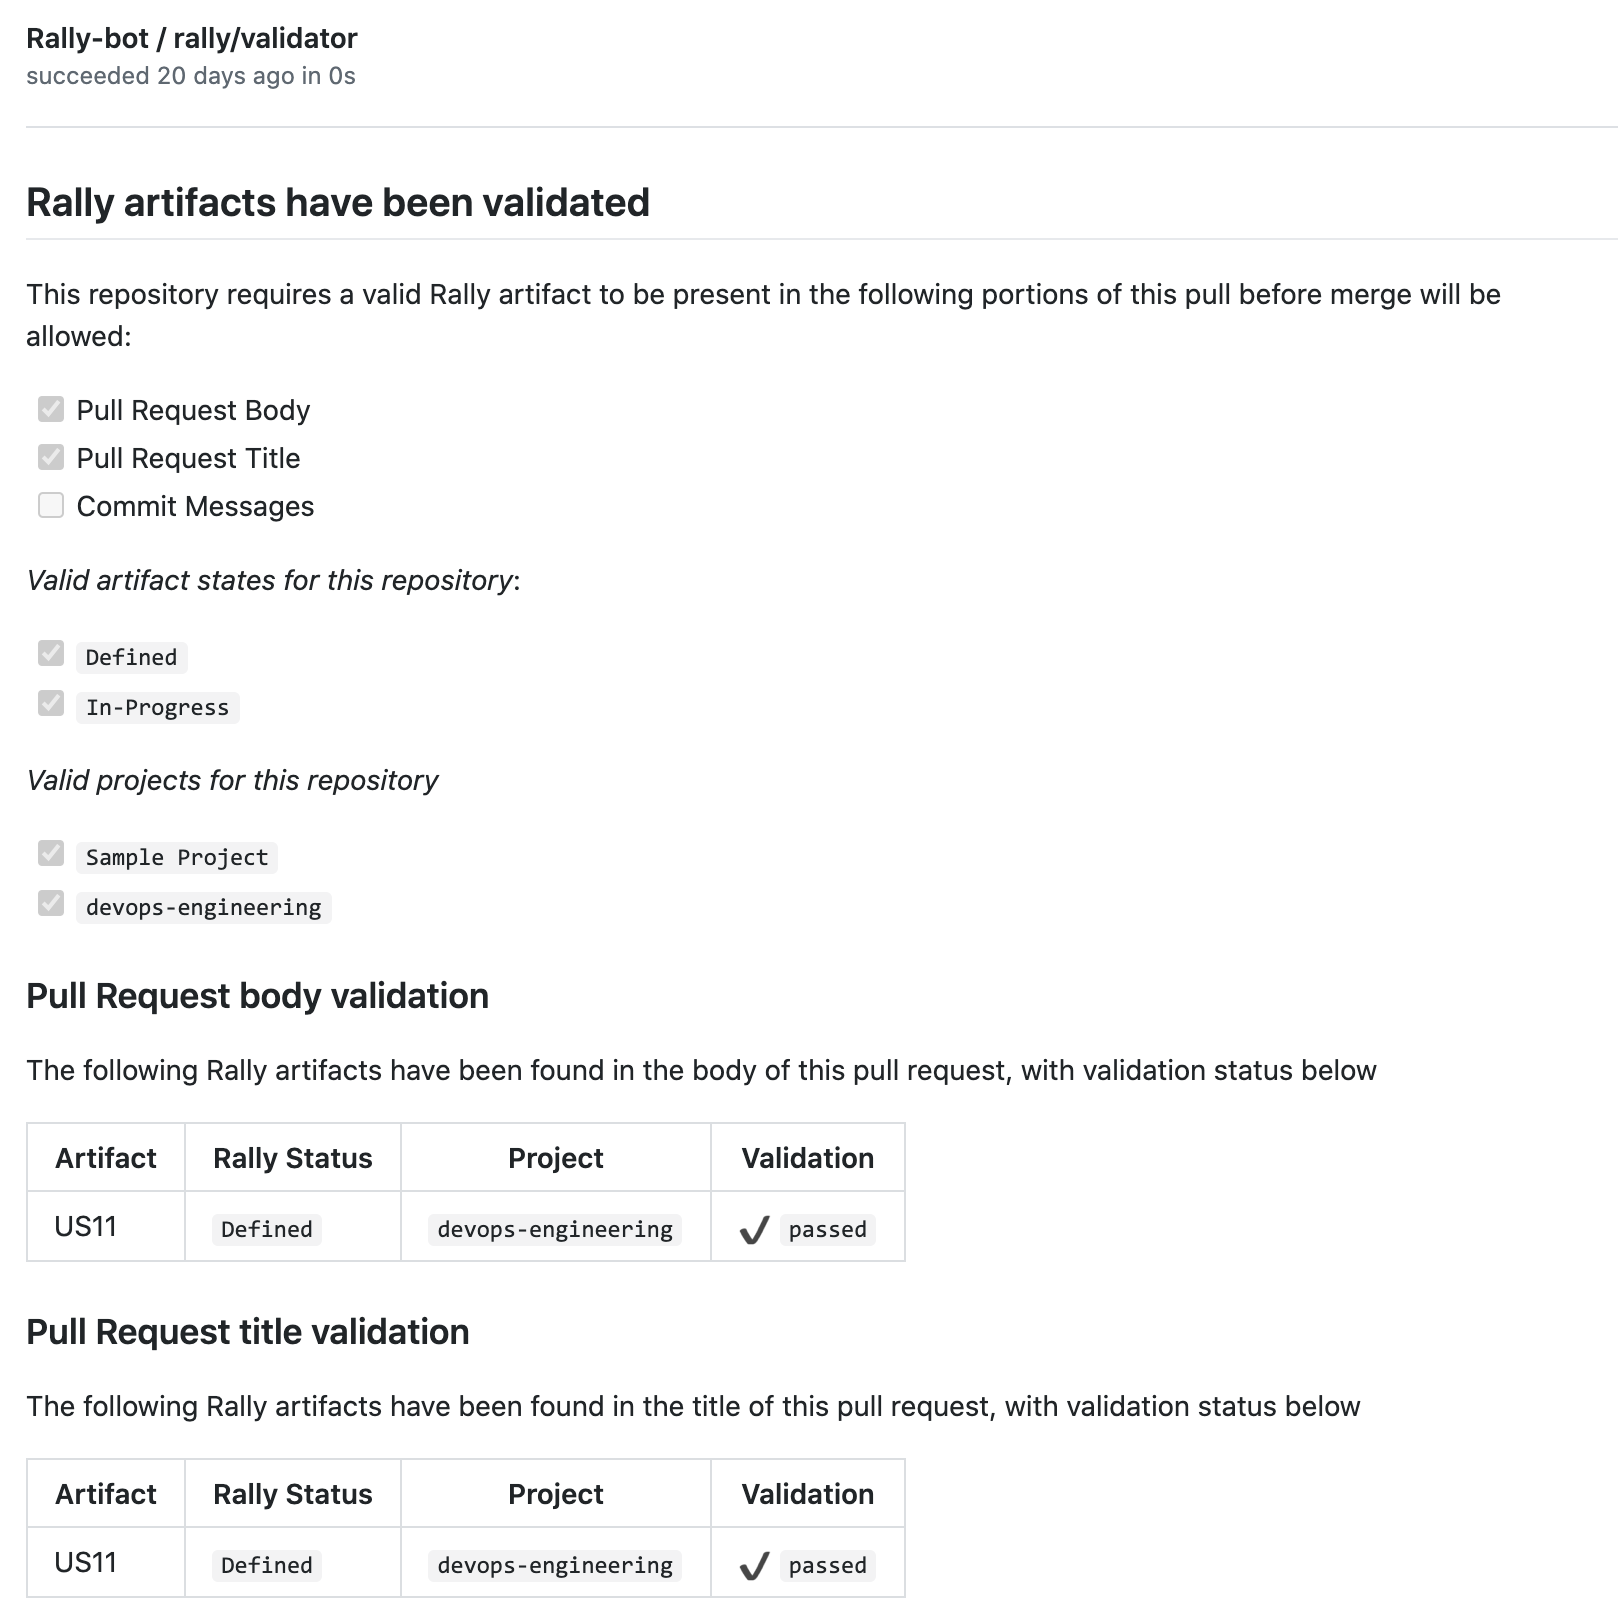 Rally-bot / rally/validator
succeeded 20 days ago in 0s
Rally artifacts have been validated
This repository requires a valid Rally artifact to be present in the following portions of this pull before merge will be
allowed:
Pull Request Body
Pull Request Title
Commit Messages
Valid artifact states for this repository:
Defined
In-Progress
Valid projects for this repository
Sample Project
devops-engineering
Pull Request body validation
The following Rally artifacts have been found in the body of this pull request, with validation status below
Artifact Rally Status Project Validation
US11 Defined devops-engineering ✔ passed
Pull Request title validation
The following Rally artifacts have been found in the title of this pull request, with validation status below
Artifact Rally Status Project Validation
US11 Defined devops-engineering ✔ passed